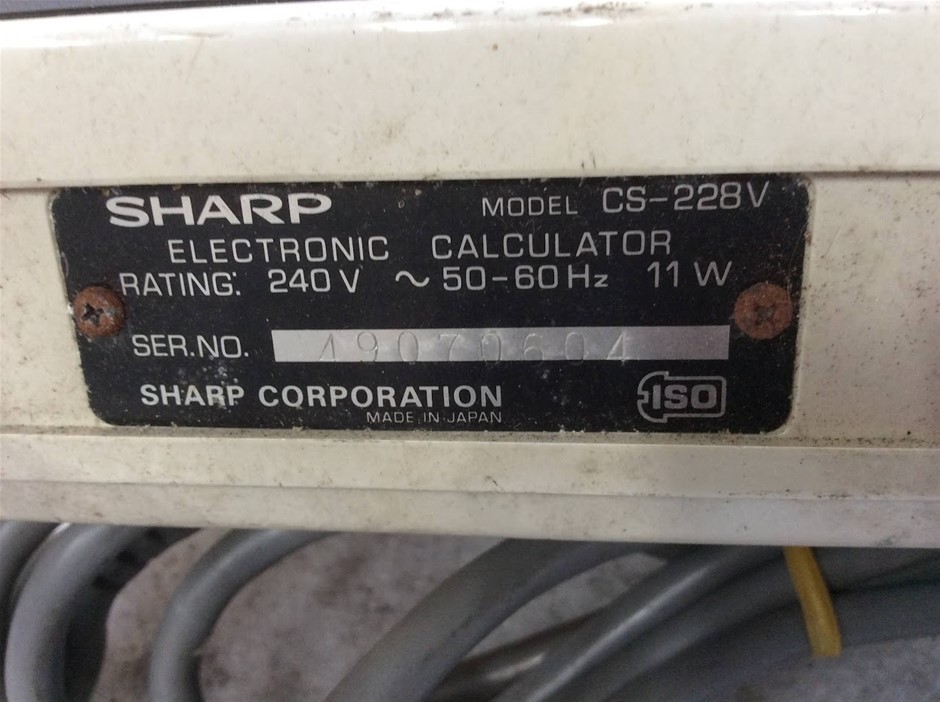 SHARP MODEL CS-228V
ELECTRONIC CALCULATOR
RATING: 240V ~ 50-60Hz 11W
SER.NO. 49070604
SHARP CORPORATION
MADE IN JAPAN
ISO